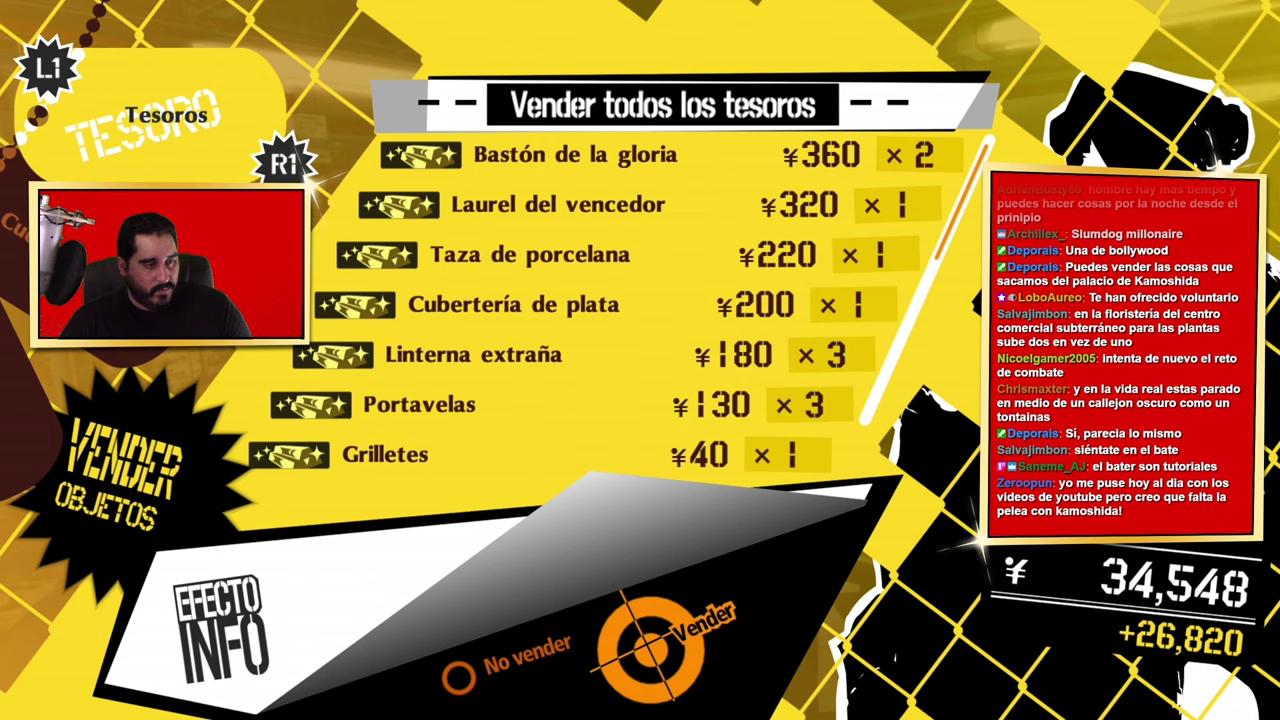 L1
TESORO
Tesoros
R1
Vender todos los tesoros
Bastón de la gloria ¥360 × 2
Laurel del vencedor ¥320 × 1
Taza de porcelana ¥220 × 1
Cubertería de plata ¥200 × 1
Linterna extraña ¥180 × 3
Portavelas ¥130 × 3
Grilletes ¥40 × 1
VENDER
OBJETOS
EFECTO
INFO
No vender
Vender
AdrianBusty69: hombre hay mas tiempo y
puedes hacer cosas por la noche desde el
prinipio
Archillex_: Slumdog millonaire
Deporais: Una de bollywood
Deporais: Puedes vender las cosas que
sacamos del palacio de Kamoshida
LoboAureo: Te han ofrecido voluntario
Salvajimbon: en la floristería del centro
comercial subterráneo para las plantas
sube dos en vez de uno
Nicoelgamer2005: intenta de nuevo el reto
de combate
Chrismaxter: y en la vida real estas parado
en medio de un callejon oscuro como un
tontainas
Deporais: Sí, parecia lo mismo
Salvajimbon: siéntate en el bate
Saneme_AJ: el bater son tutoriales
Zeroopun: yo me puse hoy al dia con los
videos de youtube pero creo que falta la
pelea con kamoshida!
¥ 34,548
+26,820